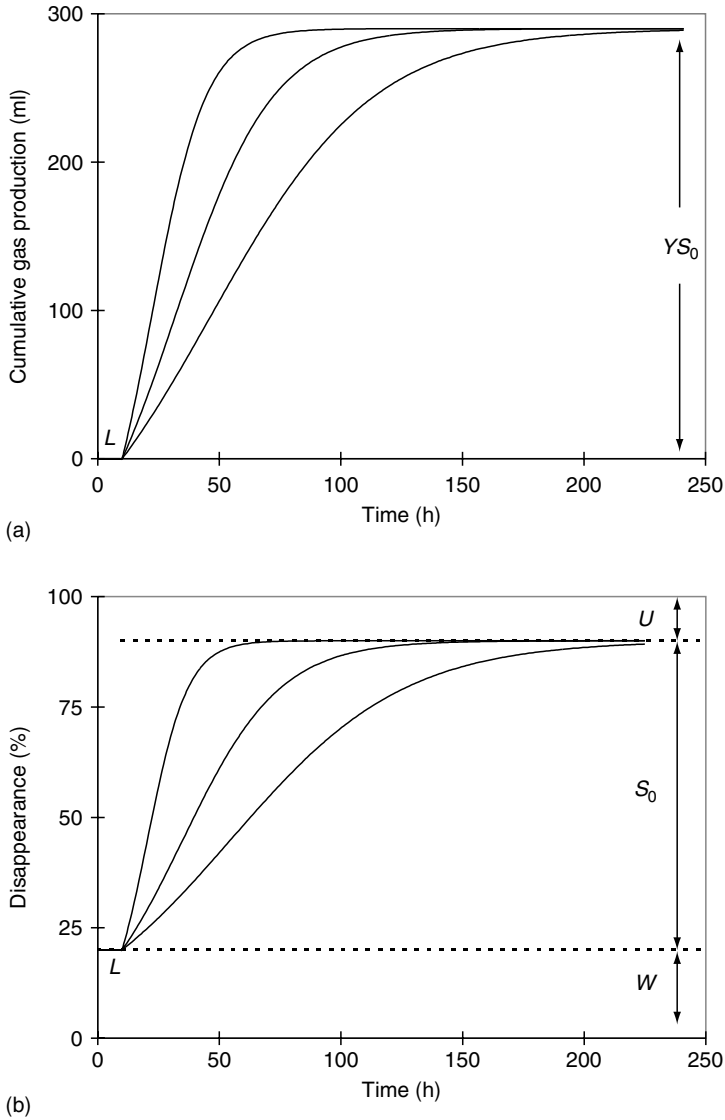 300
200
100
0
Cumulative gas production (ml)
L
YS0
0 50 100 150 200 250
Time (h)
(a)
100
75
50
25
0
Disappearance (%)
U
S0
L
W
0 50 100 150 200 250
Time (h)
(b)